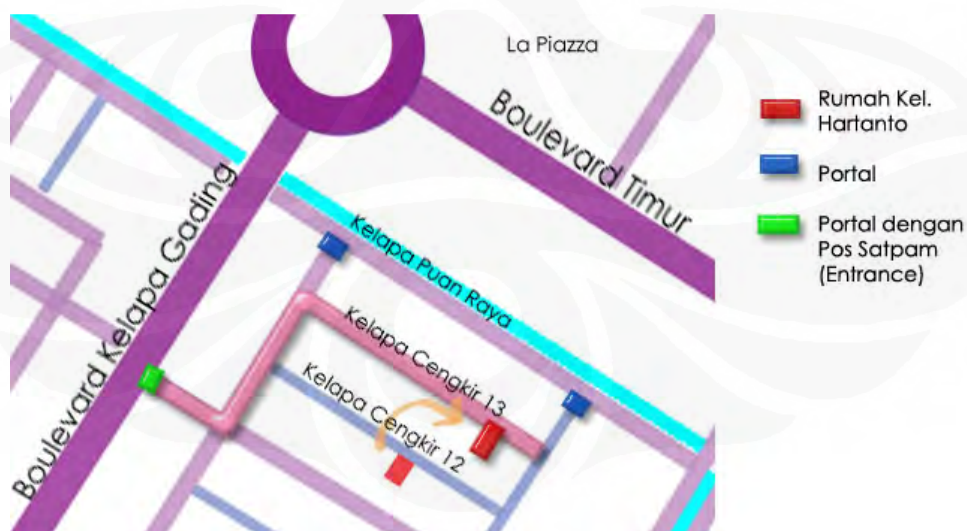 La Piazza
Boulevard Timur
Boulevard Kelapa Gading
Kelapa Puan Raya
Kelapa Cengkir 13
Kelapa Cengkir 12
Rumah Kel.
Hartanto
Portal
Portal dengan
Pos Satpam
(Entrance)